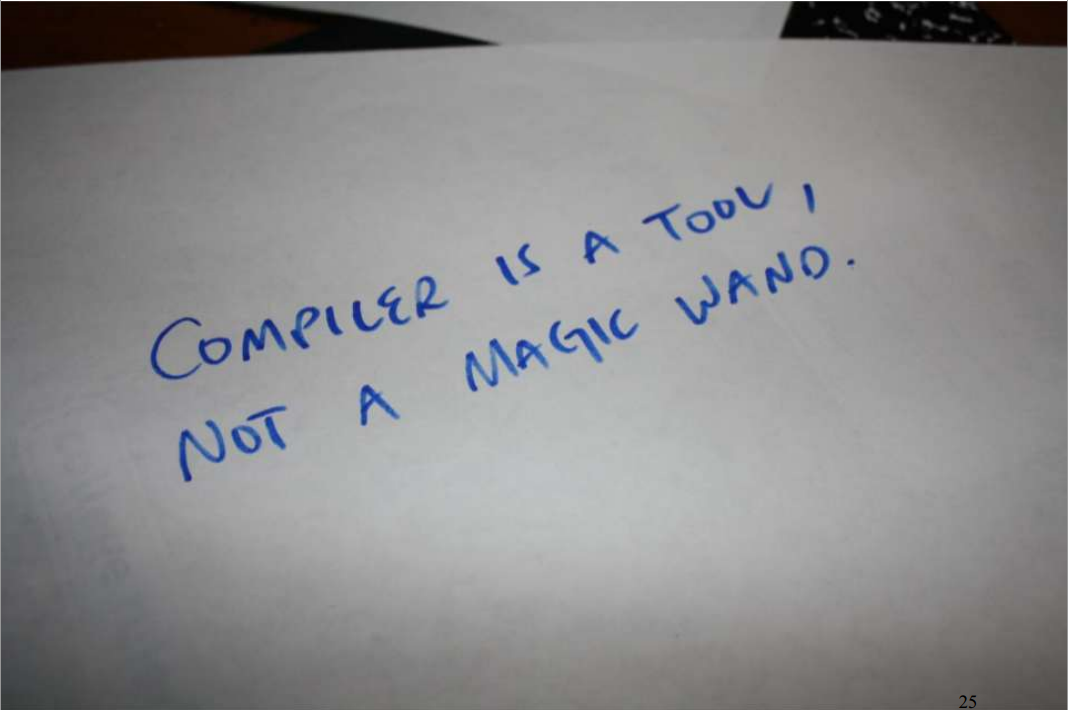 COMPILER IS A TOOL,
NOT A MAGIC WAND.
25